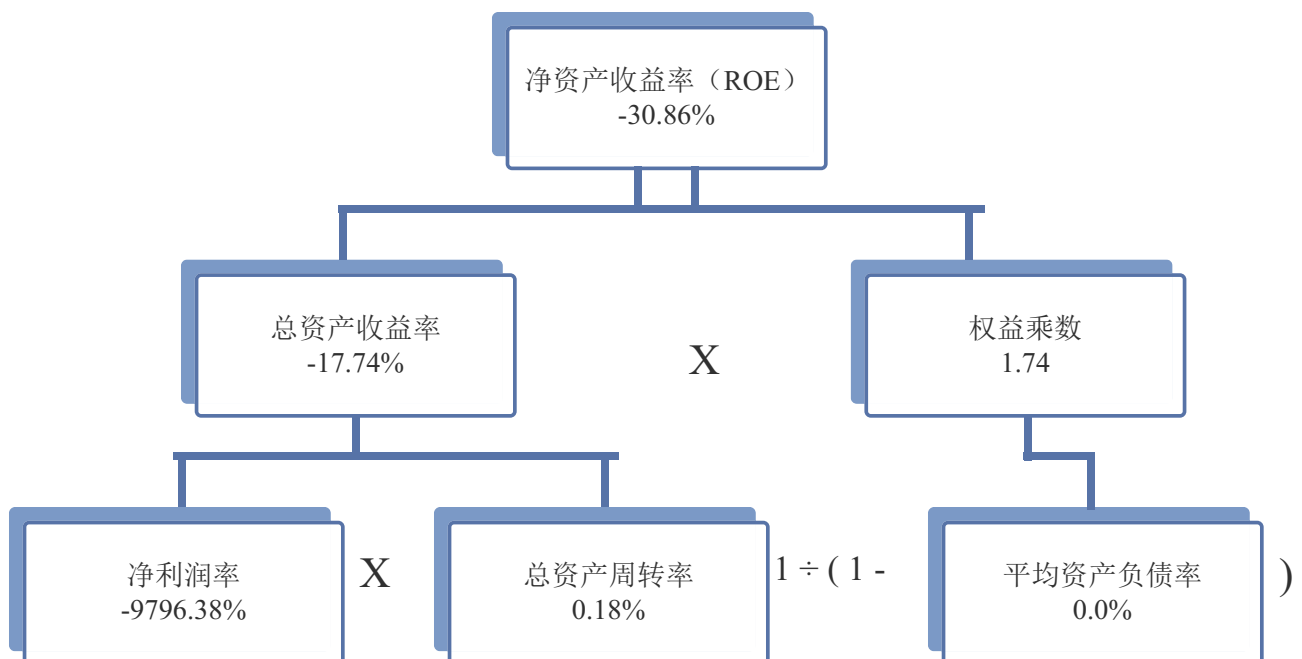 净资产收益率（ROE）
-30.86%
总资产收益率
-17.74%
X
权益乘数
1.74
净利润率
-9796.38%
X
总资产周转率
0.18%
1 ÷ ( 1 -
平均资产负债率
0.0%
)